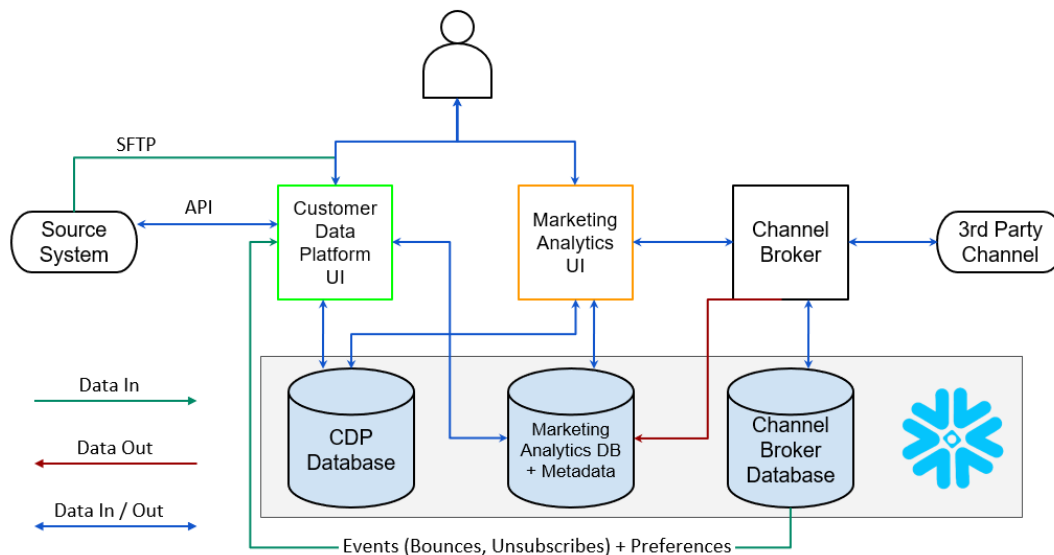 SFTP
API
Source
System
Customer
Data
Platform
UI
Marketing
Analytics
UI
Channel
Broker
3rd Party
Channel
Data In
Data Out
Data In / Out
CDP
Database
Marketing
Analytics DB
+ Metadata
Channel
Broker
Database
Events (Bounces, Unsubscribes) + Preferences